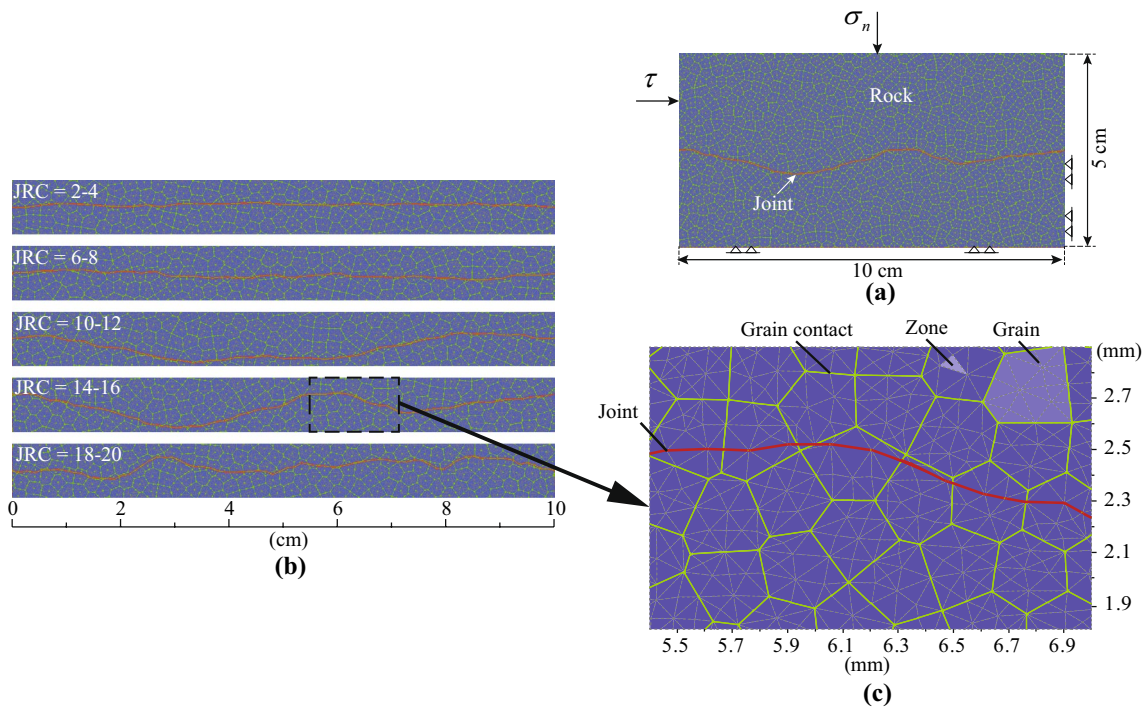 σn
τ
Rock
Joint
5 cm
10 cm
(a)
JRC = 2-4
JRC = 6-8
JRC = 10-12
JRC = 14-16
JRC = 18-20
0 2 4 6 8 10
(cm)
(b)
Grain contact Zone Grain
(mm)
Joint
2.7
2.5
2.3
2.1
1.9
5.5 5.7 5.9 6.1 6.3 6.5 6.7 6.9
(mm)
(c)